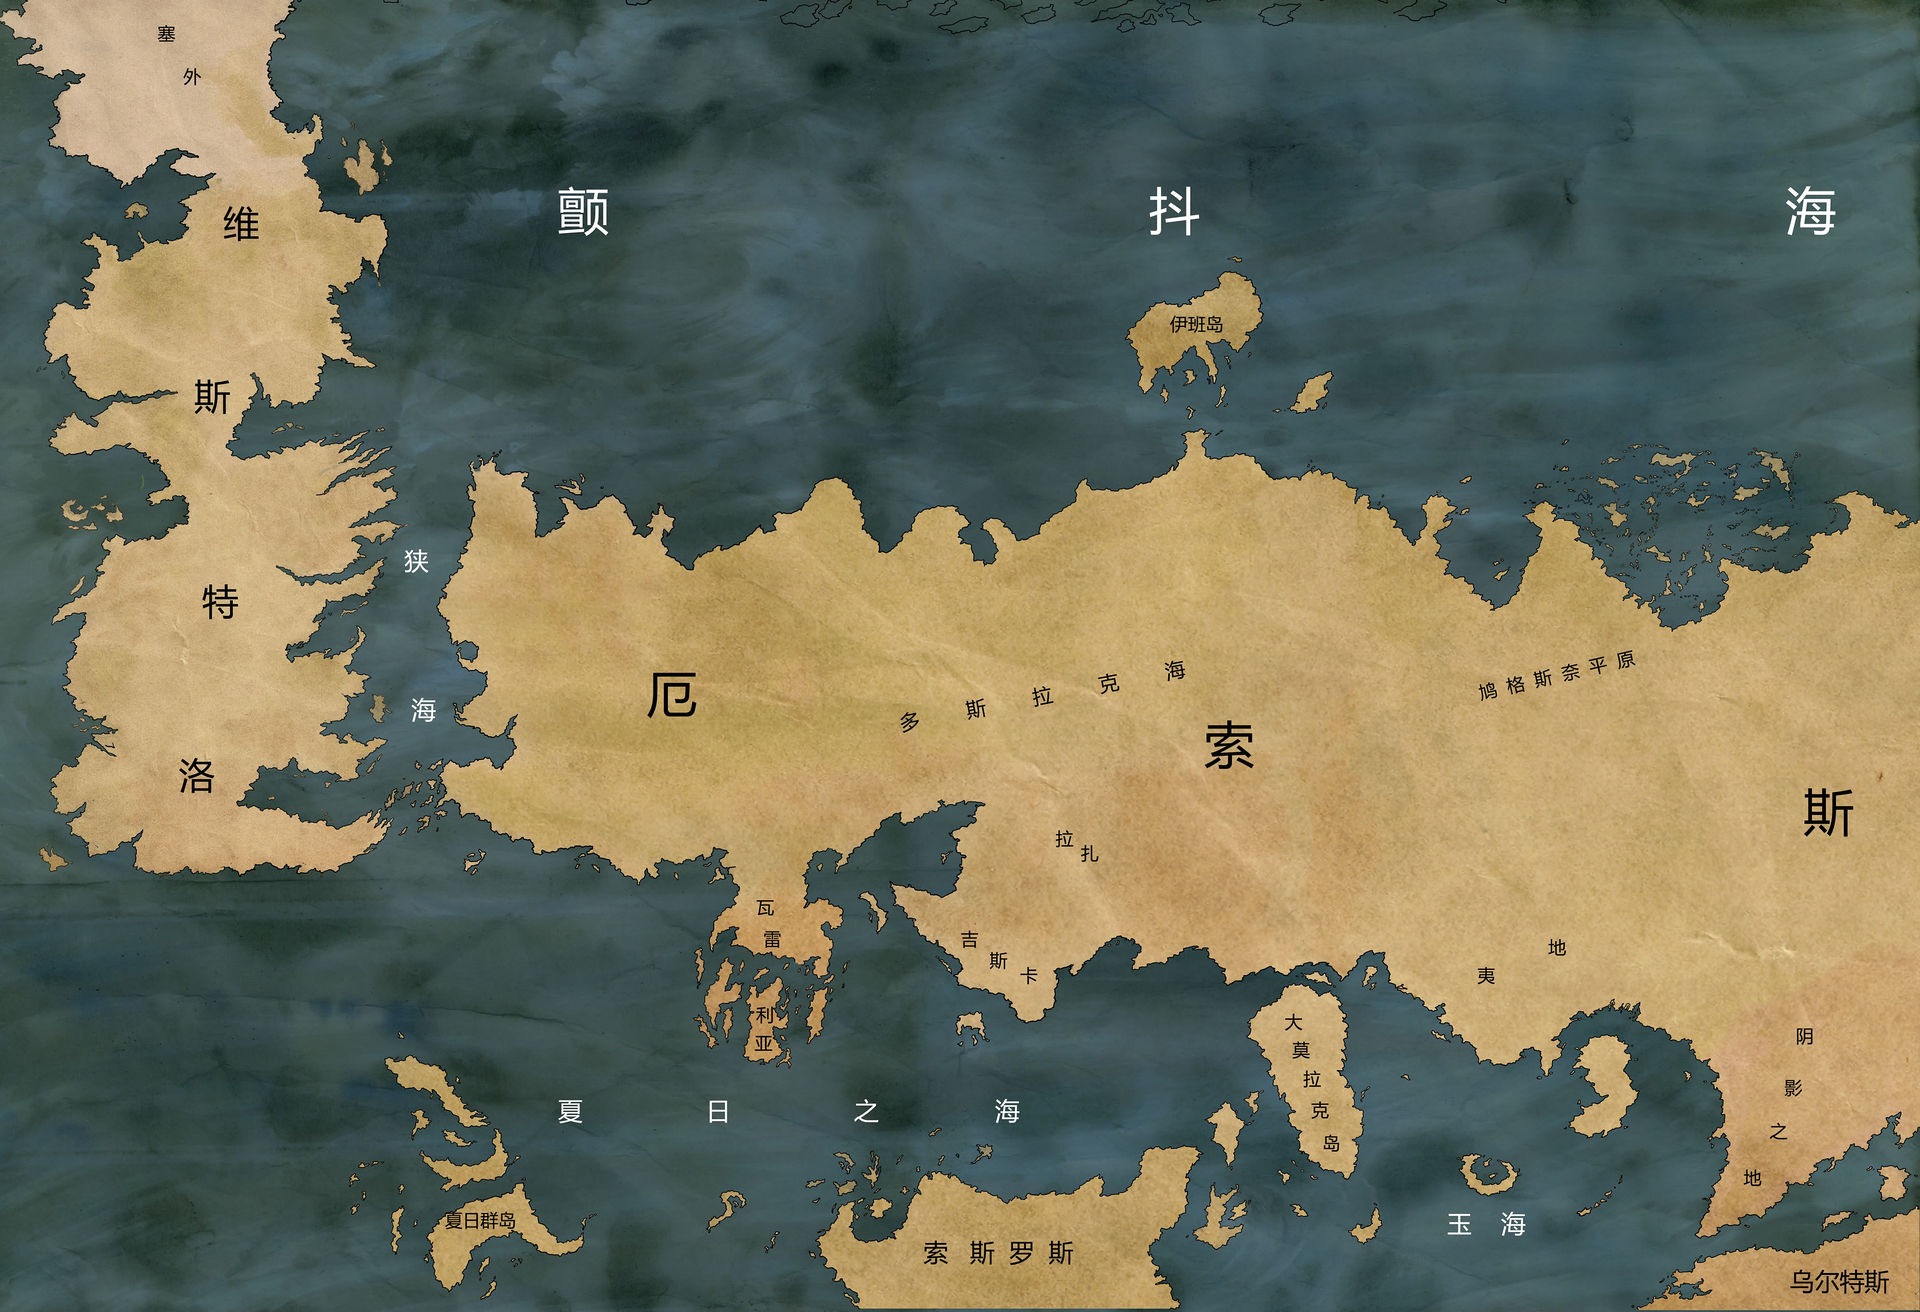 塞外
颤抖海
维斯特洛
伊班岛
狭海
厄索斯
多斯拉克海
鸠格斯奈平原
拉扎
瓦雷利亚
吉斯卡
夷地
大莫拉克岛
阴影之地
夏日之海
夏日群岛
玉海
索斯罗斯
乌尔特斯